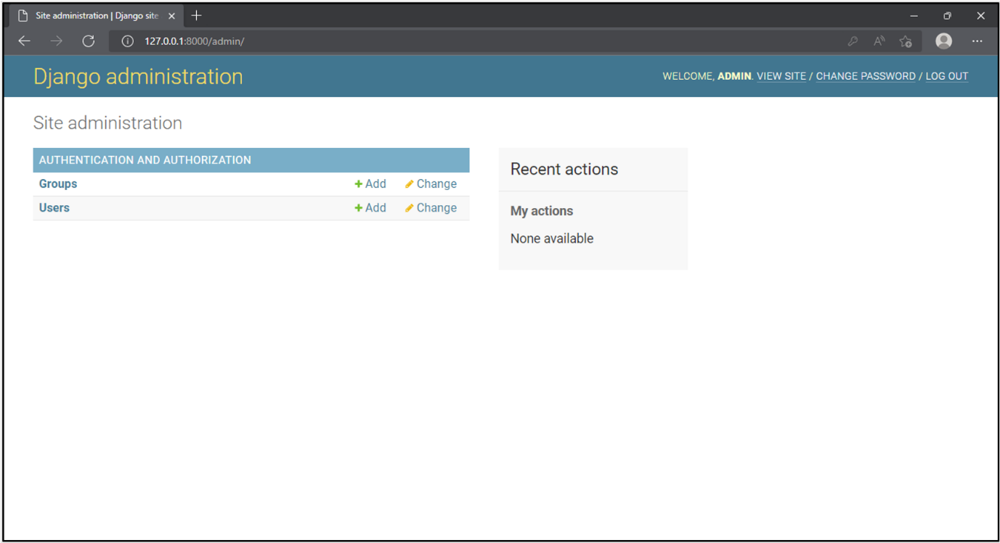 Site administration | Django site
127.0.0.1:8000/admin/
Django administration
WELCOME, ADMIN. VIEW SITE / CHANGE PASSWORD / LOG OUT
Site administration
AUTHENTICATION AND AUTHORIZATION
Groups + Add Change
Users + Add Change
Recent actions
My actions
None available